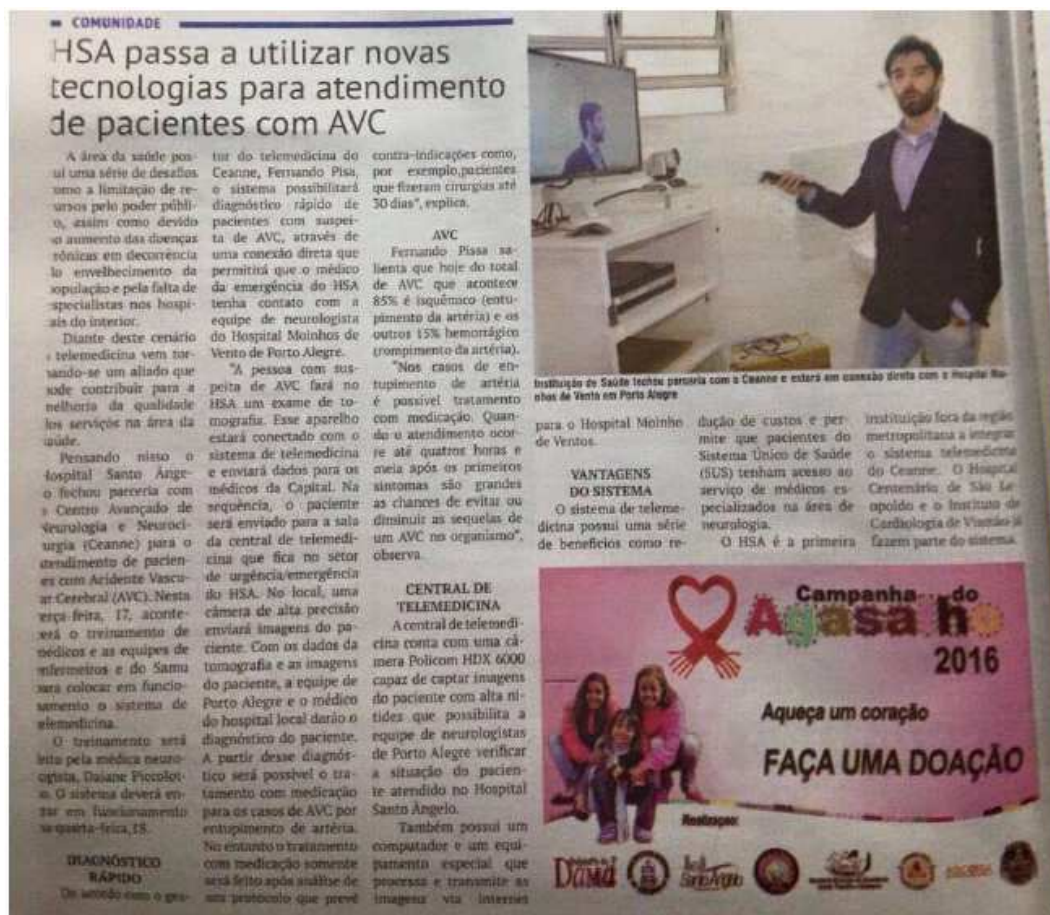 COMUNIDADE
HSA passa a utilizar novas
tecnologias para atendimento
de pacientes com AVC
A área da saúde pos-
ui uma série de desafios
omo a limitação de re-
ursos pelo poder públi-
o, assim como devido
o aumento das doenças
rônicas em decorrência
lo envelhecimento da
opulação e pela falta de
specialistas nos hospi-
ais do interior.
Diante deste cenário
telemedicina vem tor-
nando-se um aliado que
pode contribuir para a
melhoria da qualidade
los serviços na área da
saúde.
Pensando nisso o
Hospital Santo Ânge-
o fechou parceria com
o Centro Avançado de
Neurologia e Neuroci-
urgia (Ceanne) para o
atendimento de pacien-
es com Acidente Vascu-
ar Cerebral (AVC). Nesta
erça-feira, 17, aconte-
erá o treinamento de
médicos e as equipes de
enfermeiros e do Samu
para colocar em funcio-
namento o sistema de
elemedicina.
O treinamento será
feito pela médica neuro-
ogista, Daiane Piccolot-
o. O sistema deverá en-
rar em funcionamento
na quarta-feira, 18.
DIAGNÓSTICO
RÁPIDO
De acordo com o ges-
tor do telemedicina do
Ceanne, Fernando Pisa,
o sistema possibilitará
diagnóstico rápido de
pacientes com suspei-
ta de AVC, através de
uma conexão direta que
permitirá que o médico
da emergência do HSA
tenha contato com a
equipe de neurologista
do Hospital Moinhos de
Vento de Porto Alegre.
"A pessoa com sus-
peita de AVC fará no
HSA um exame de to-
mografia. Esse aparelho
estará conectado com o
sistema de telemedicina
e enviará dados para os
médicos da Capital. Na
sequência, o paciente
será enviado para a sala
da central de telemedi-
cina que fica no setor
de urgência/emergência
do HSA. No local, uma
câmera de alta precisão
enviará imagens do pa-
ciente. Com os dados da
tomografia e as imagens
do paciente, a equipe de
Porto Alegre e o médico
do hospital local darão o
diagnóstico do paciente.
A partir desse diagnós-
tico será possível o tra-
tamento com medicação
para os casos de AVC por
entupimento de artéria.
No entanto o tratamento
com medicação somente
será feito após análise de
um protocolo que prevê
contra-indicações como,
por exemplo,pacientes
que fizeram cirurgias até
30 dias", explica.
AVC
Fernando Pissa sa-
lienta que hoje do total
de AVC que acontece
85% é isquêmico (entu-
pimento da artéria) e os
outros 15% hemorrágico
(rompimento da artéria).
"Nos casos de en-
tupimento de artéria
é possível tratamento
com medicação. Quan-
do o atendimento ocor-
re até quatros horas e
meia após os primeiros
sintomas são grandes
as chances de evitar ou
diminuir as sequelas de
um AVC no organismo",
observa.
CENTRAL DE
TELEMEDICINA
A central de telemedi-
cina conta com uma câ-
mera Policom HDX 6000
capaz de captar imagens
do paciente com alta ni-
tides que possibilita a
equipe de neurologistas
de Porto Alegre verificar
a situação do pacien-
te atendido no Hospital
Santo Ângelo.
Também possui um
computador e um equi-
pamento especial que
processa e transmite as
imagens via internet
Instituição de Saúde fechou parceria com o Ceanne e estará em conexão direta com o Hospital Moi-
nhos de Vento em Porto Alegre
para o Hospital Moinho
de Ventos.
VANTAGENS
DO SISTEMA
O sistema de teleme-
dicina possui uma série
de benefícios como re-
dução de custos e per-
mite que pacientes do
Sistema Único de Saúde
(SUS) tenham acesso ao
serviço de médicos es-
pecializados na área de
neurologia.
O HSA é a primeira
instituição fora da região
metropolitana a integrar
o sistema telemedicina
do Ceanne. O Hospital
Centenário de São Le-
opoldo e o Instituto de
Cardiologia de Viamão já
fazem parte do sistema.
Campanha do
Agasalho
2016
Aqueça um coração
FAÇA UMA DOAÇÃO
Realização: